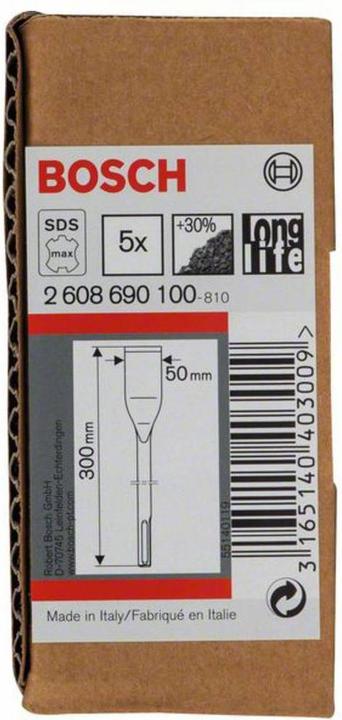 BOSCH
SDS
max
5x
+30%
long
life
2 608 690 100-810
50 mm
300 mm
Robert Bosch GmbH
D-70745 Leinfelden-Echterdingen
www.bosch-pt.com
55140119
3 165140 403009 >
Made in Italy/Fabriqué en Italie